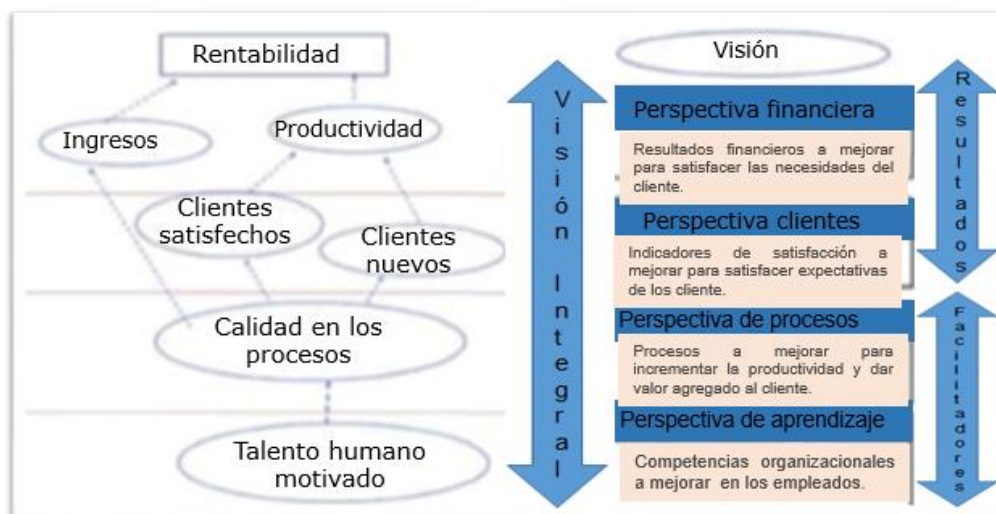 Rentabilidad
Ingresos
Productividad
Clientes
satisfechos
Clientes
nuevos
Calidad en los
procesos
Talento humano
motivado
Visión Integral
Visión
Perspectiva financiera
Resultados financieros a mejorar
para satisfacer las necesidades del
cliente.
Perspectiva clientes
Indicadores de satisfacción a
mejorar para satisfacer expectativas
de los cliente.
Perspectiva de procesos
Procesos a mejorar para
incrementar la productividad y dar
valor agregado al cliente.
Perspectiva de aprendizaje
Competencias organizacionales
a mejorar en los empleados.
Resultados
Facilitadores